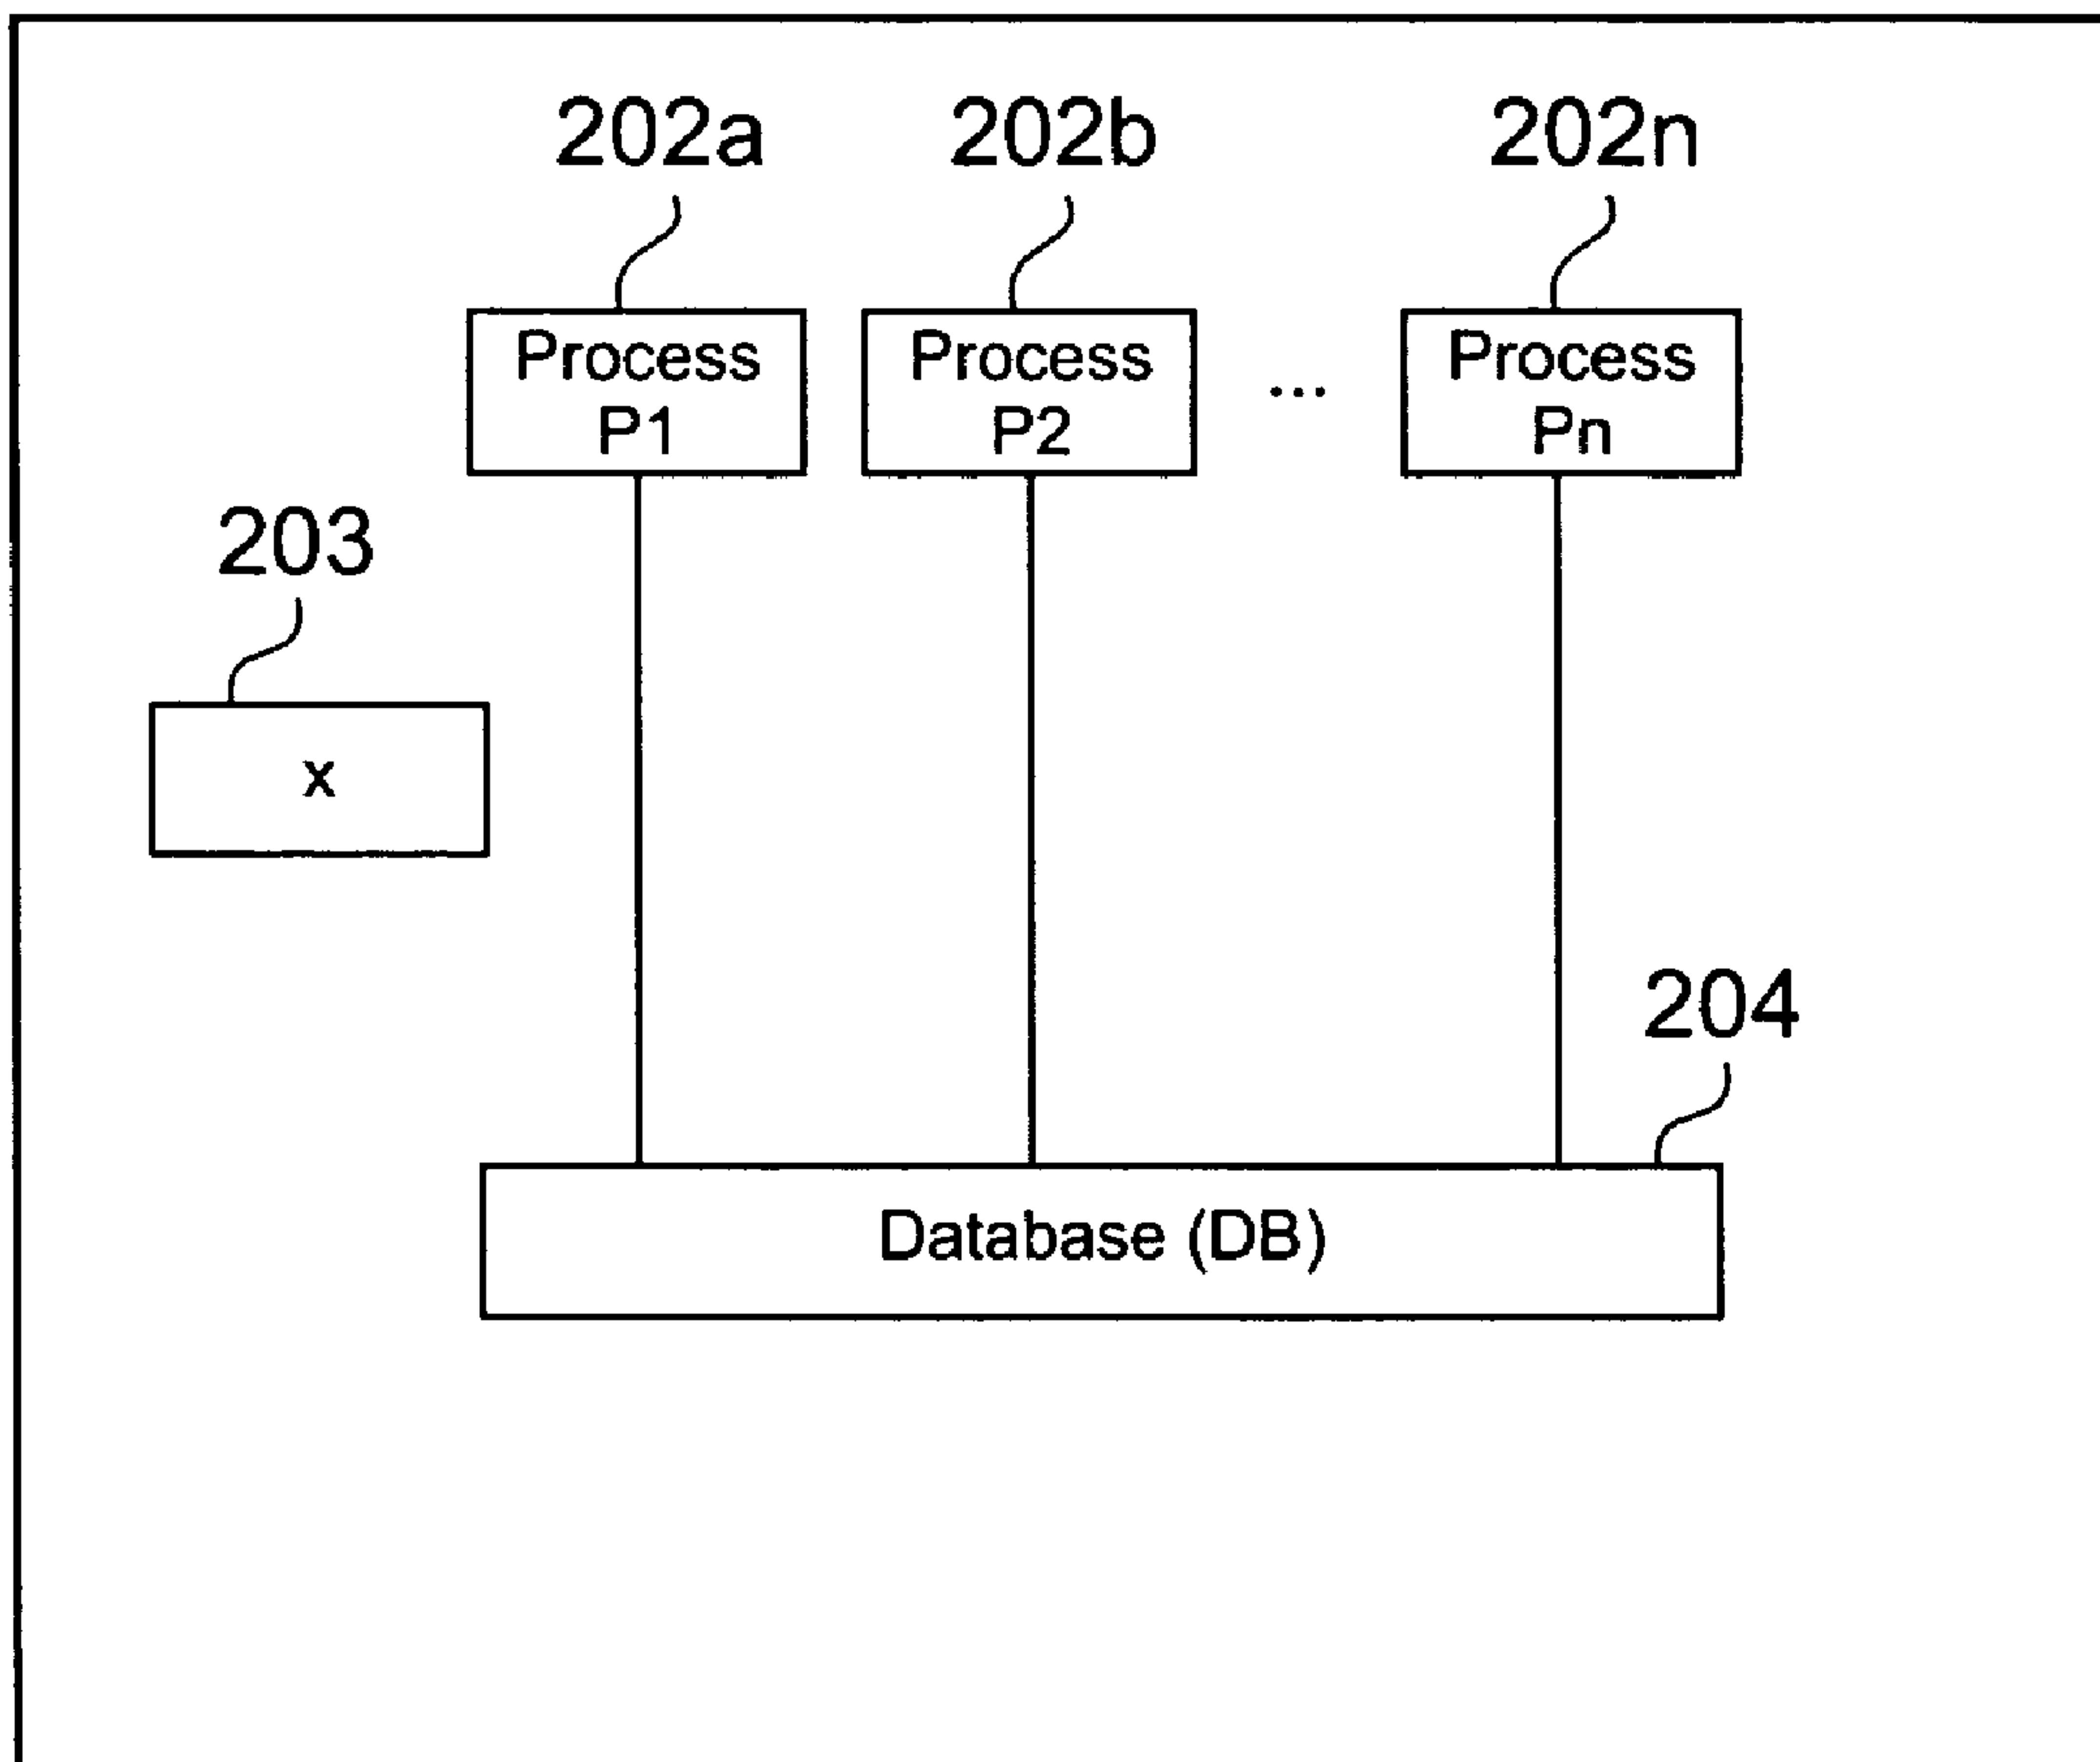 202a 202b 202n
Process
P1
Process
P2
...
Process
Pn
203
x
204
Database (DB)